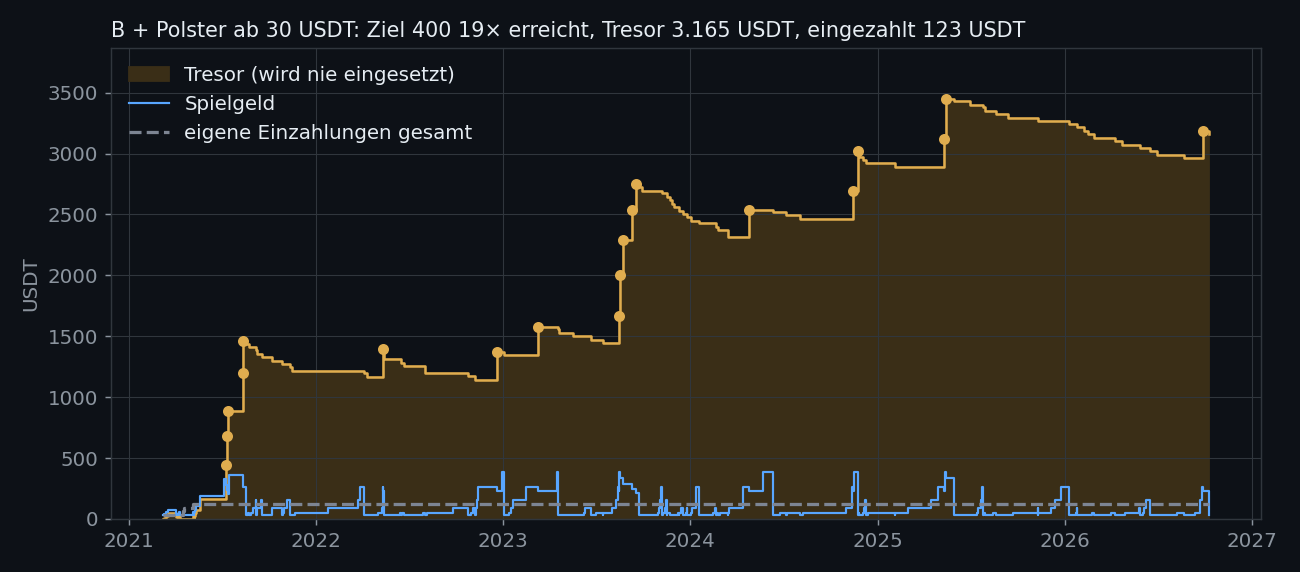 B + Polster ab 30 USDT: Ziel 400 19× erreicht, Tresor 3.165 USDT, eingezahlt 123 USDT
Tresor (wird nie eingesetzt)
Spielgeld
eigene Einzahlungen gesamt
USDT
3500
3000
2500
2000
1500
1000
500
0
2021 2022 2023 2024 2025 2026 2027